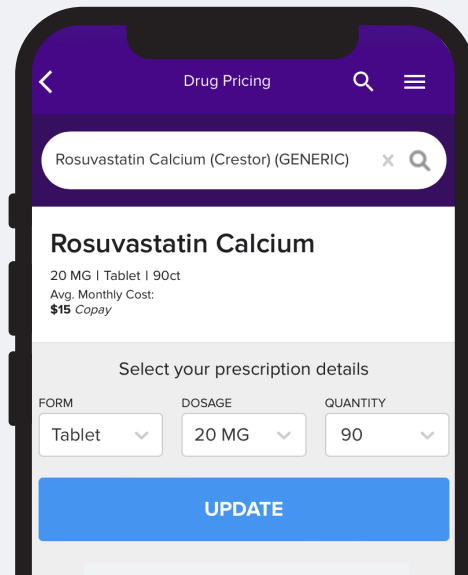 Drug Pricing
Rosuvastatin Calcium (Crestor) (GENERIC)
Rosuvastatin Calcium
20 MG | Tablet | 90ct
Avg. Monthly Cost:
$15 Copay
Select your prescription details
FORM DOSAGE QUANTITY
Tablet 20 MG 90
UPDATE